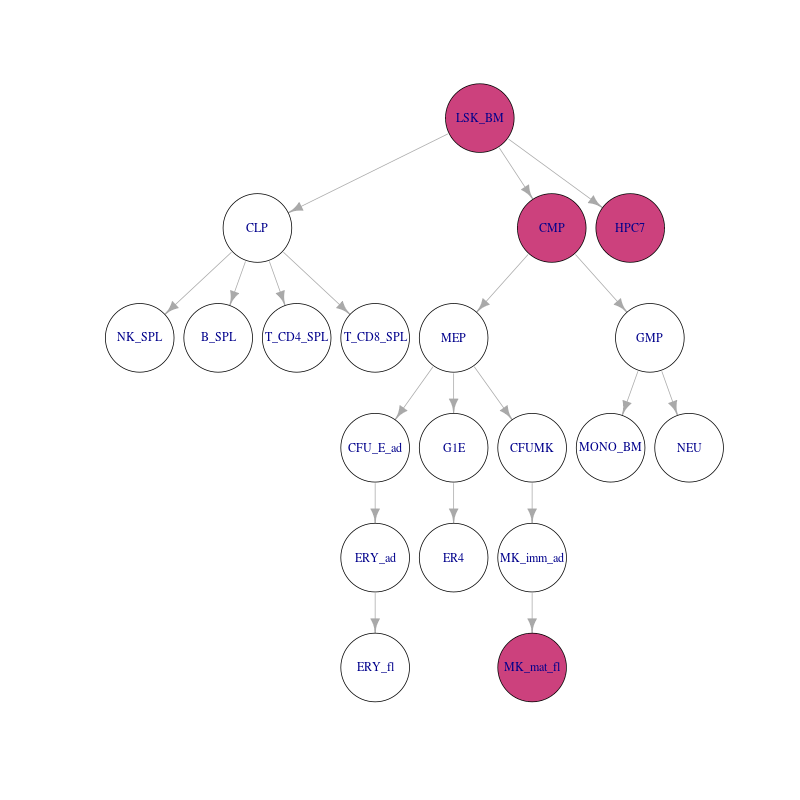 LSK_BM
CLP
CMP
HPC7
NK_SPL
B_SPL
T_CD4_SPL
T_CD8_SPL
MEP
GMP
CFU_E_ad
G1E
CFUMK
MONO_BM
NEU
ERY_ad
ER4
MK_imm_ad
ERY_fl
MK_mat_fl